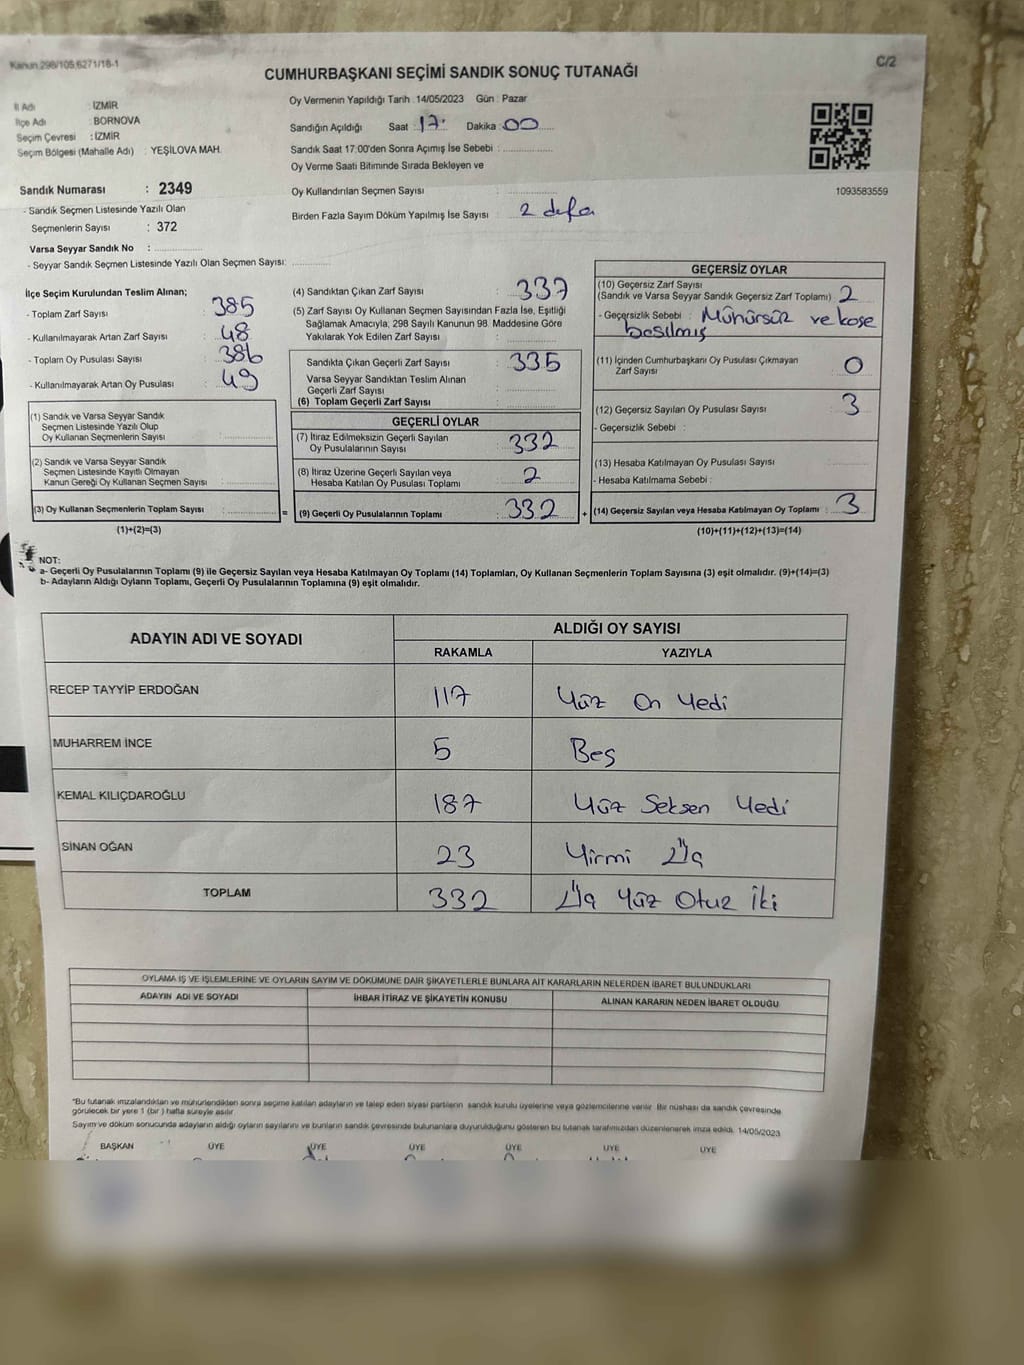 Kanun 298/105,6271/18-1
C/2
CUMHURBAŞKANI SEÇİMİ SANDIK SONUÇ TUTANAĞI
İl Adı : İZMİR
İlçe Adı : BORNOVA
Seçim Çevresi : İZMİR
Seçim Bölgesi (Mahalle Adı) : YEŞİLOVA MAH.
Oy Vermenin Yapıldığı Tarih : 14/05/2023 Gün : Pazar
Sandığın Açıldığı Saat : 17 Dakika : 00
Sandık Saat 17:00'den Sonra Açımış İse Sebebi :
Oy Verme Saati Bitiminde Sırada Bekleyen ve
Oy Kullandırılan Seçmen Sayısı :
Birden Fazla Sayım Döküm Yapılmış İse Sayısı : 2 defa
1093583559
Sandık Numarası : 2349
- Sandık Seçmen Listesinde Yazılı Olan
Seçmenlerin Sayısı : 372
Varsa Seyyar Sandık No :
- Seyyar Sandık Seçmen Listesinde Yazılı Olan Seçmen Sayısı:
İlçe Seçim Kurulundan Teslim Alınan;
- Toplam Zarf Sayısı : 385
- Kullanılmayarak Artan Zarf Sayısı : 48
- Toplam Oy Pusulası Sayısı : 386
- Kullanılmayarak Artan Oy Pusulası : 49
(1) Sandık ve Varsa Seyyar Sandık
Seçmen Listesinde Yazılı Olup
Oy Kullanan Seçmenlerin Sayısı :
(2) Sandık ve Varsa Seyyar Sandık
Seçmen Listesinde Kayıtlı Olmayan
Kanun Gereği Oy Kullanan Seçmen Sayısı :
(3) Oy Kullanan Seçmenlerin Toplam Sayısı : =
(1)+(2)=(3)
(4) Sandıktan Çıkan Zarf Sayısı : 337
(5) Zarf Sayısı Oy Kullanan Seçmen Sayısından Fazla İse, Eşitliği
Sağlamak Amacıyla, 298 Sayılı Kanunun 98. Maddesine Göre
Yakılarak Yok Edilen Zarf Sayısı :
Sandıkta Çıkan Geçerli Zarf Sayısı : 335
Varsa Seyyar Sandıktan Teslim Alınan
Geçerli Zarf Sayısı :
(6) Toplam Geçerli Zarf Sayısı :
GEÇERLİ OYLAR
(7) İtiraz Edilmeksizin Geçerli Sayılan
Oy Pusulalarının Sayısı : 332
(8) İtiraz Üzerine Geçerli Sayılan veya
Hesaba Katılan Oy Pusulası Toplamı : 2
(9) Geçerli Oy Pusulalarının Toplamı : 332 +
GEÇERSİZ OYLAR
(10) Geçersiz Zarf Sayısı
(Sandık ve Varsa Seyyar Sandık Geçersiz Zarf Toplamı) : 2
- Geçersizlik Sebebi : Mühürsüz ve kaşe
basılmış
(11) İçinden Cumhurbaşkanı Oy Pusulası Çıkmayan
Zarf Sayısı : 0
(12) Geçersiz Sayılan Oy Pusulası Sayısı : 3
- Geçersizlik Sebebi :
(13) Hesaba Katılmayan Oy Pusulası Sayısı :
- Hesaba Katılmama Sebebi :
(14) Geçersiz Sayılan veya Hesaba Katılmayan Oy Toplamı : 3
(10)+(11)+(12)+(13)=(14)
NOT:
a- Geçerli Oy Pusulalarının Toplamı (9) ile Geçersiz Sayılan veya Hesaba Katılmayan Oy Toplamı (14) Toplamları, Oy Kullanan Seçmenlerin Toplam Sayısına (3) eşit olmalıdır. (9)+(14)=(3)
b- Adayların Aldığı Oyların Toplamı, Geçerli Oy Pusulalarının Toplamına (9) eşit olmalıdır.
ADAYIN ADI VE SOYADI
ALDIĞI OY SAYISI
RAKAMLA YAZIYLA
RECEP TAYYİP ERDOĞAN 117 Yüz On Yedi
MUHARREM İNCE 5 Beş
KEMAL KILIÇDAROĞLU 187 Yüz Seksen Yedi
SİNAN OĞAN 23 Yirmi Üç
TOPLAM 332 Üç Yüz Otuz İki
OYLAMA İŞ VE İŞLEMLERİNE VE OYLARIN SAYIM VE DÖKÜMÜNE DAİR ŞİKAYETLERLE BUNLARA AİT KARARLARIN NELERDEN İBARET BULUNDUKLARI
ADAYIN ADI VE SOYADI İHBAR İTİRAZ VE ŞİKAYETİN KONUSU ALINAN KARARIN NEDEN İBARET OLDUĞU
"Bu tutanak imzalandıktan ve mühürlendikten sonra seçime katılan adayların ve talep eden siyasi partilerin sandık kurulu üyelerine veya gözlemcilerine verilir. Bir nüshası da sandık çevresinde
görülecek bir yere 1 (bir) hafta süreyle asılır.
Sayım ve döküm sonucunda adayların aldığı oyların sayılarını ve bunların sandık çevresinde bulunanlara duyurulduğunu gösteren bu tutanak tarafımızdan düzenlenerek imza edildi. 14/05/2023
BAŞKAN ÜYE ÜYE ÜYE ÜYE ÜYE ÜYE